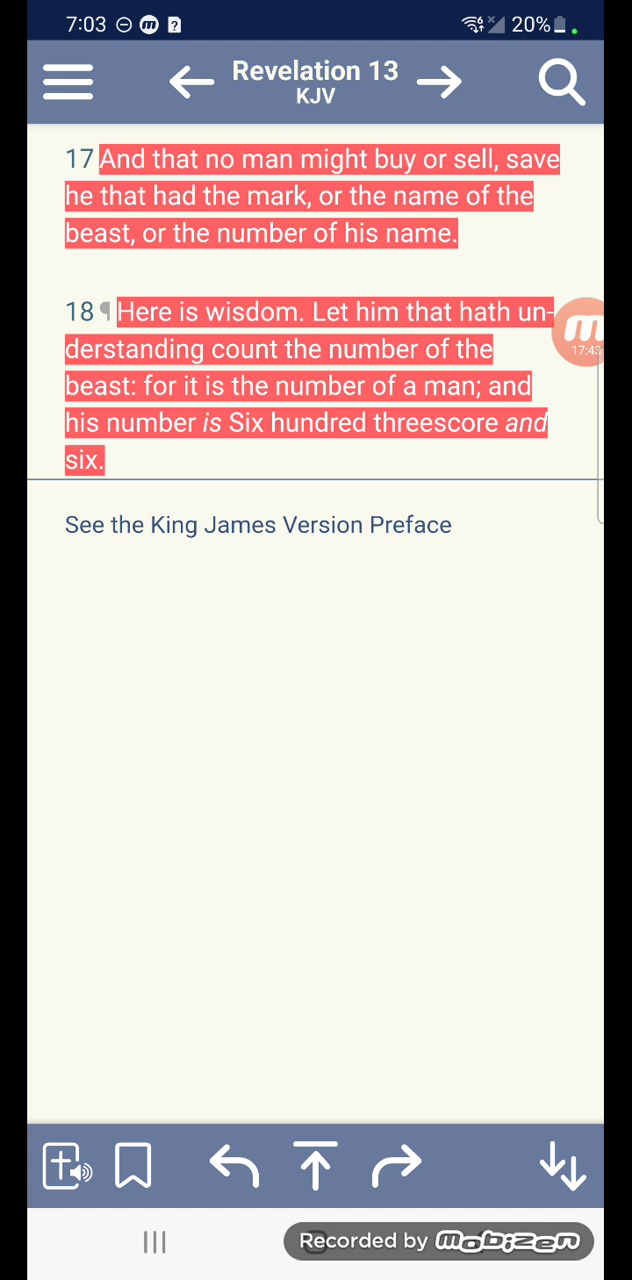 7:03 m ? 6 20%
Revelation 13
KJV
17 And that no man might buy or sell, save
he that had the mark, or the name of the
beast, or the number of his name.
18 ¶ Here is wisdom. Let him that hath un-
derstanding count the number of the
beast: for it is the number of a man; and
his number is Six hundred threescore and
six.
m
17:43
See the King James Version Preface
Recorded by mobizen